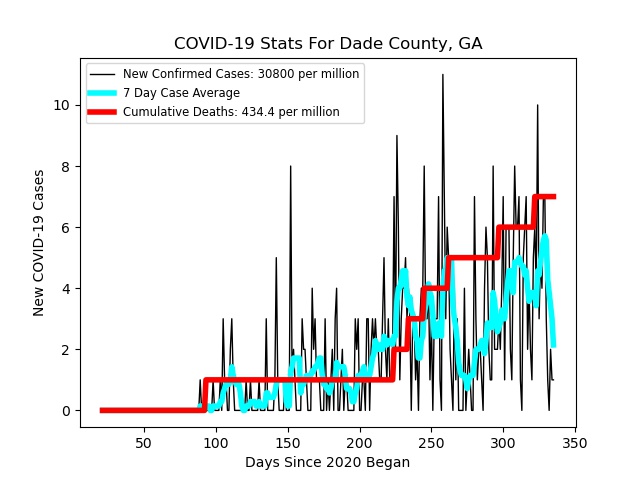 COVID-19 Stats For Dade County, GA
New Confirmed Cases: 30800 per million
7 Day Case Average
Cumulative Deaths: 434.4 per million
New COVID-19 Cases
10
8
6
4
2
0
50 100 150 200 250 300 350
Days Since 2020 Began